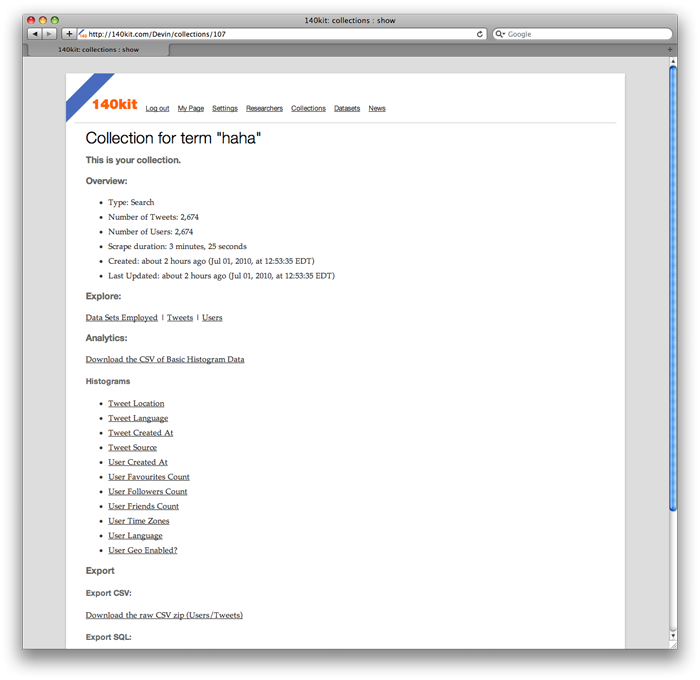 140kit: collections : show
http://140kit.com/Devin/collections/107
Google
140kit: collections : show
140kit Log out My Page Settings Researchers Collections Datasets News
Collection for term "haha"
This is your collection.
Overview:
Type: Search
Number of Tweets: 2,674
Number of Users: 2,674
Scrape duration: 3 minutes, 25 seconds
Created: about 2 hours ago (Jul 01, 2010, at 12:53:35 EDT)
Last Updated: about 2 hours ago (Jul 01, 2010, at 12:53:35 EDT)
Explore:
Data Sets Employed | Tweets | Users
Analytics:
Download the CSV of Basic Histogram Data
Histograms
Tweet Location
Tweet Language
Tweet Created At
Tweet Source
User Created At
User Favourites Count
User Followers Count
User Friends Count
User Time Zones
User Language
User Geo Enabled?
Export
Export CSV:
Download the raw CSV zip (Users/Tweets)
Export SQL: